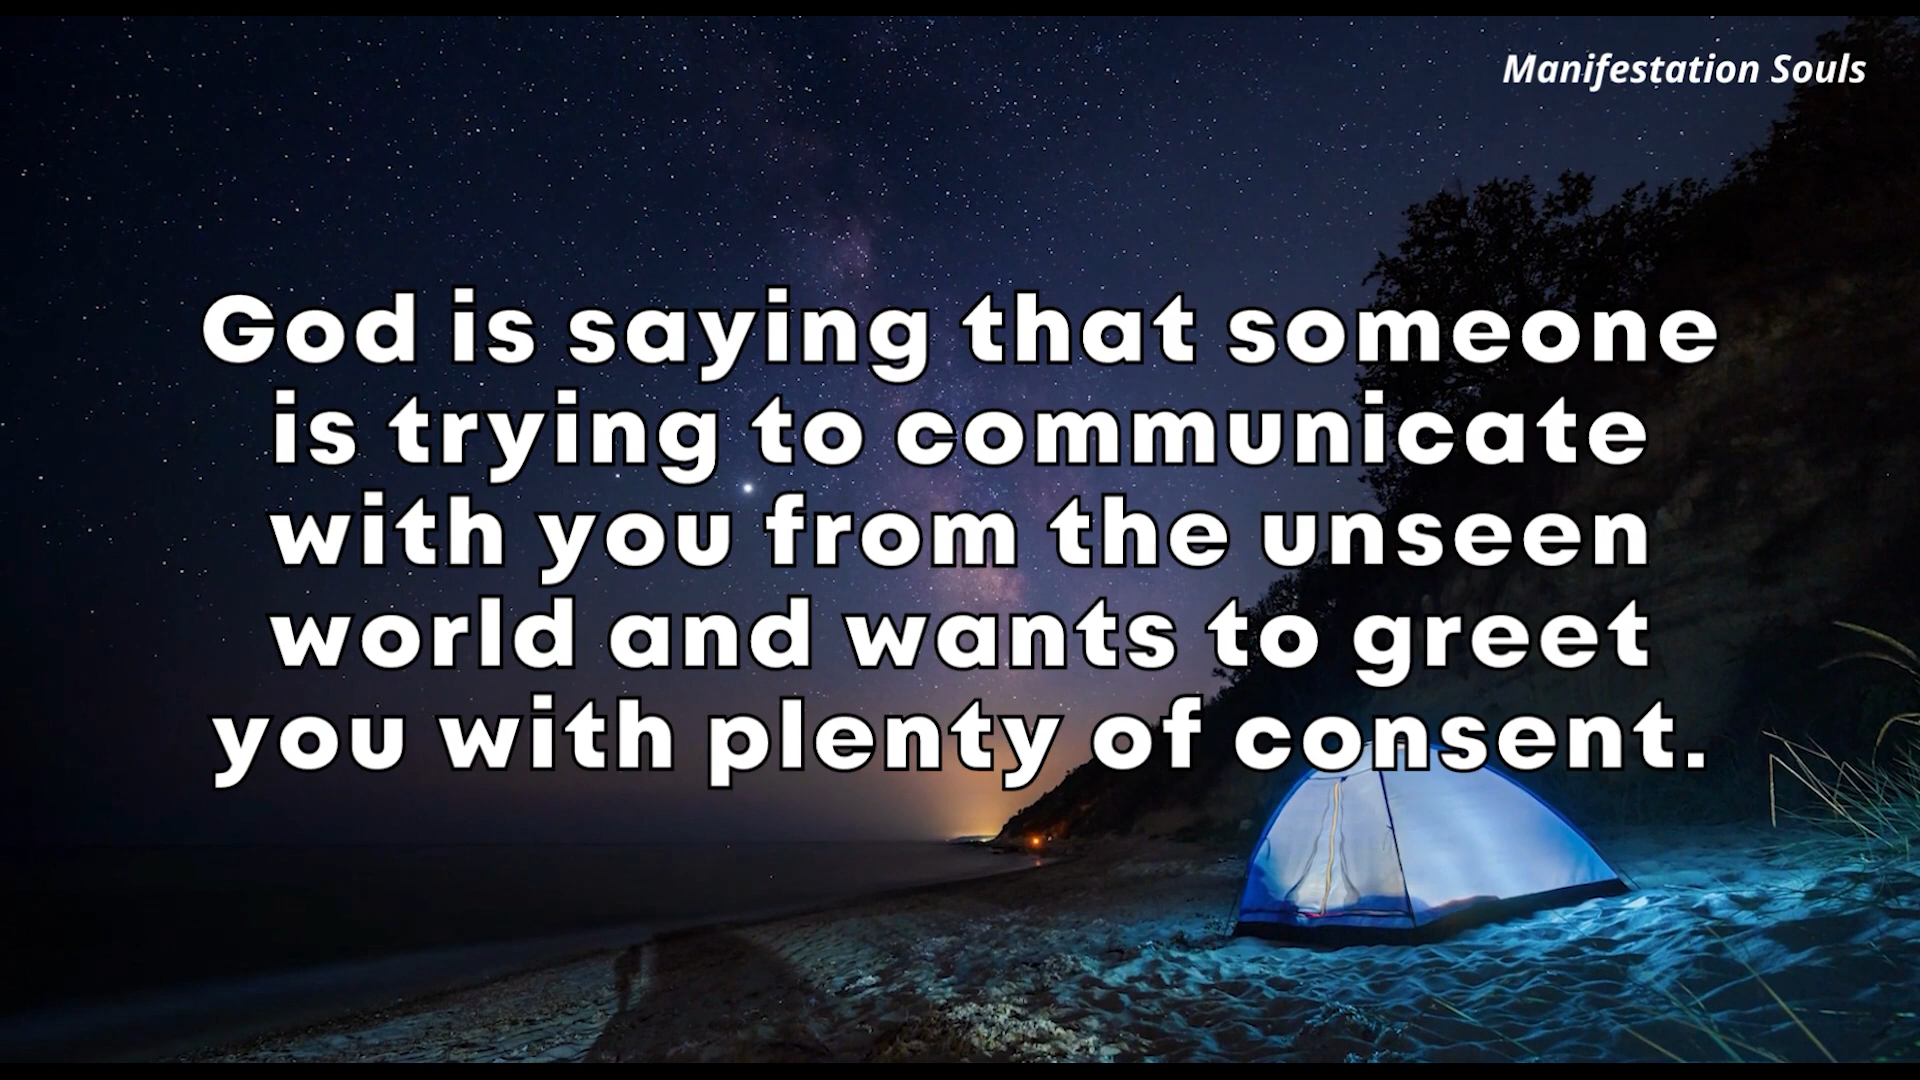 Manifestation Souls
God is saying that someone
is trying to communicate
with you from the unseen
world and wants to greet
you with plenty of consent.